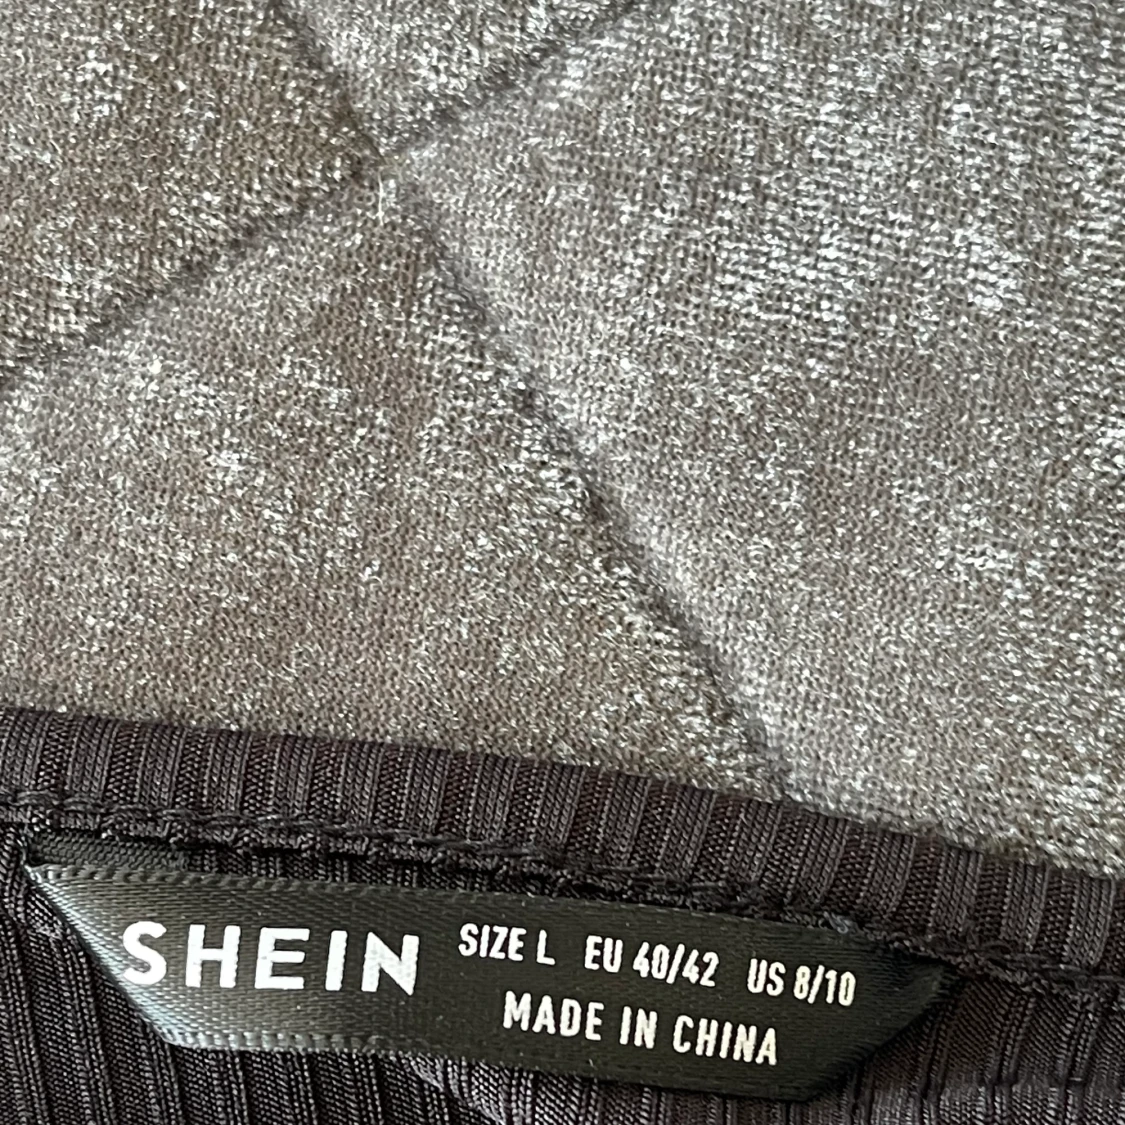 SHEIN
SIZE L EU 40/42 US 8/10
MADE IN CHINA